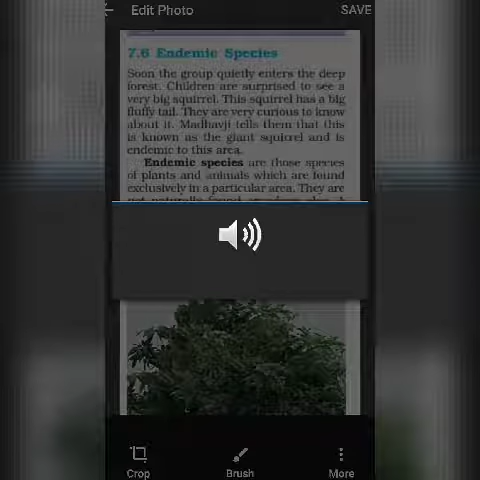 Edit Photo
SAVE
7.6 Endemic Species
Soon the group quietly enters the deep
forest. Children are surprised to see a
very big squirrel. This squirrel has a big
fluffy tail. They are very curious to know
about it. Madhavji tells them that this
is known as the giant squirrel and is
endemic to this area.
Endemic species are those species
of plants and animals which are found
exclusively in a particular area. They are
Crop
Brush
More